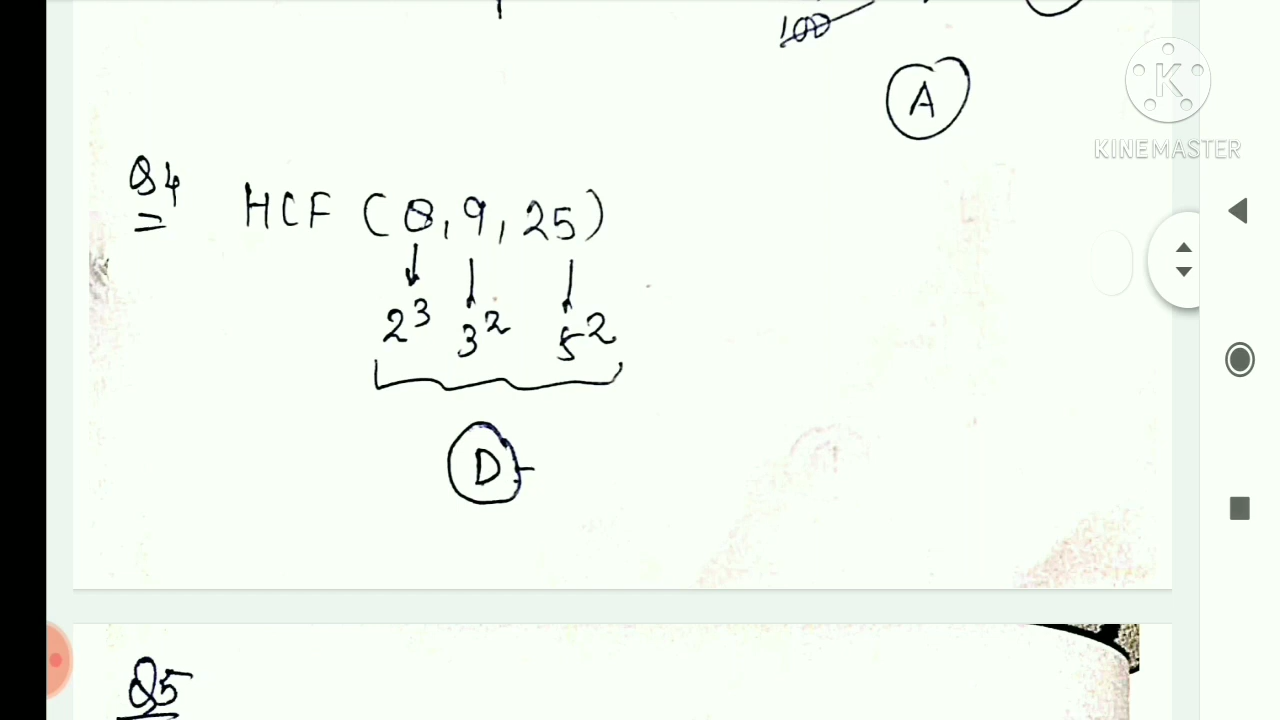 100
A
K
KINEMASTER
Q4
HCF (8, 9, 25)
2³ 3² 5²
D
Q5